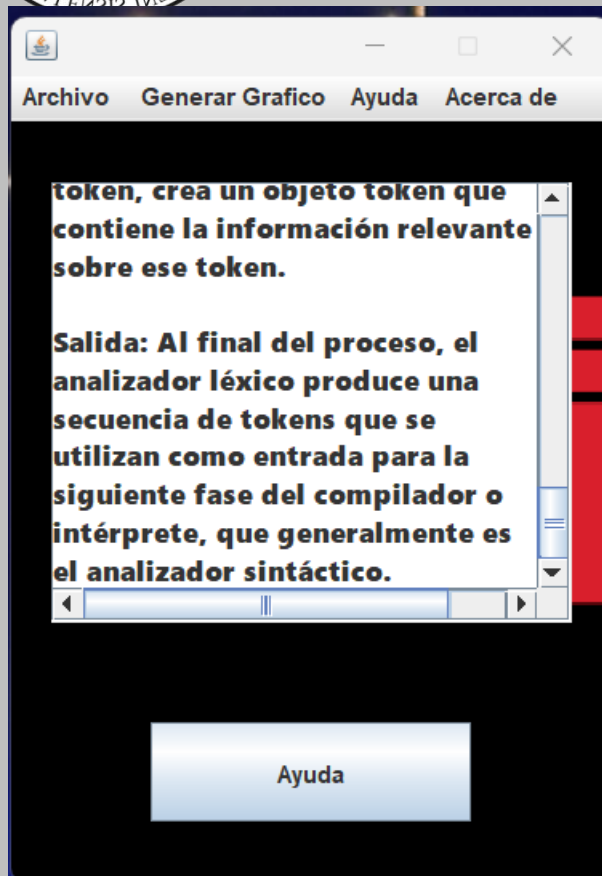 Archivo Generar Grafico Ayuda Acerca de
token, crea un objeto token que
contiene la información relevante
sobre ese token.
Salida: Al final del proceso, el
analizador léxico produce una
secuencia de tokens que se
utilizan como entrada para la
siguiente fase del compilador o
intérprete, que generalmente es
el analizador sintáctico.
Ayuda